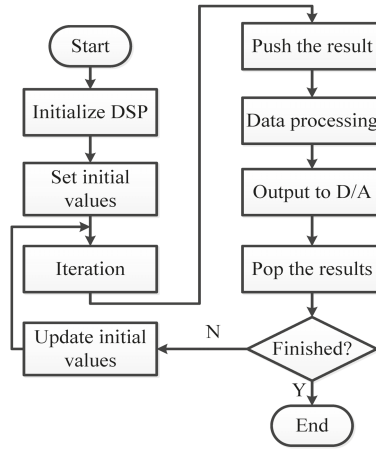 Start
Initialize DSP
Set initial
values
Iteration
Update initial
values
Push the result
Data processing
Output to D/A
Pop the results
Finished?
N
Y
End